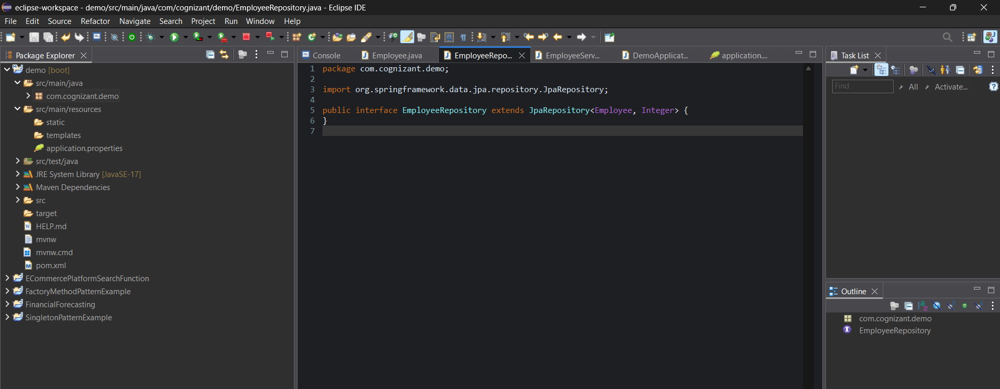 eclipse-workspace - demo/src/main/java/com/cognizant/demo/EmployeeRepository.java - Eclipse IDE
File Edit Source Refactor Navigate Search Project Run Window Help
Package Explorer
demo [boot]
src/main/java
com.cognizant.demo
src/main/resources
static
templates
application.properties
src/test/java
JRE System Library [JavaSE-17]
Maven Dependencies
src
target
HELP.md
mvnw
mvnw.cmd
pom.xml
ECommercePlatformSearchFunction
FactoryMethodPatternExample
FinancialForecasting
SingletonPatternExample
Console Employee.java EmployeeRepo... EmployeeServ... DemoApplicat... application....
1 package com.cognizant.demo;
2
3 import org.springframework.data.jpa.repository.JpaRepository;
4
5 public interface EmployeeRepository extends JpaRepository<Employee, Integer> {
6 }
7
Task List
Find All Activate...
Outline
com.cognizant.demo
EmployeeRepository